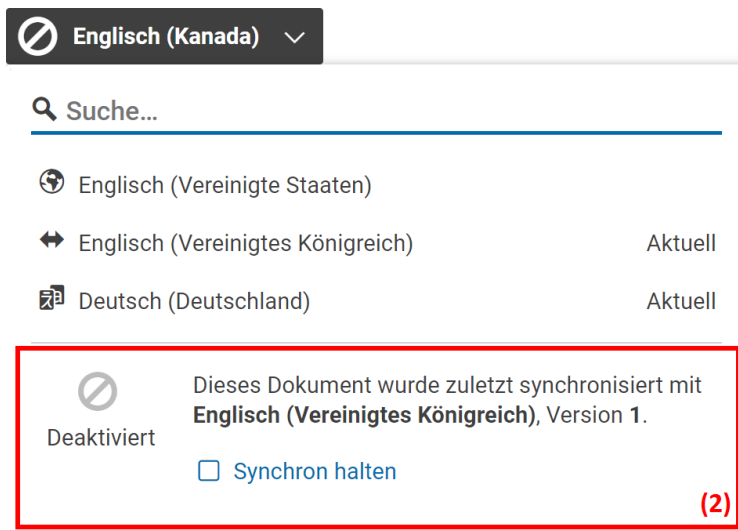 Englisch (Kanada)
Suche...
Englisch (Vereinigte Staaten)
Englisch (Vereinigtes Königreich) Aktuell
Deutsch (Deutschland) Aktuell
Deaktiviert
Dieses Dokument wurde zuletzt synchronisiert mit
Englisch (Vereinigtes Königreich), Version 1.
Synchron halten
(2)